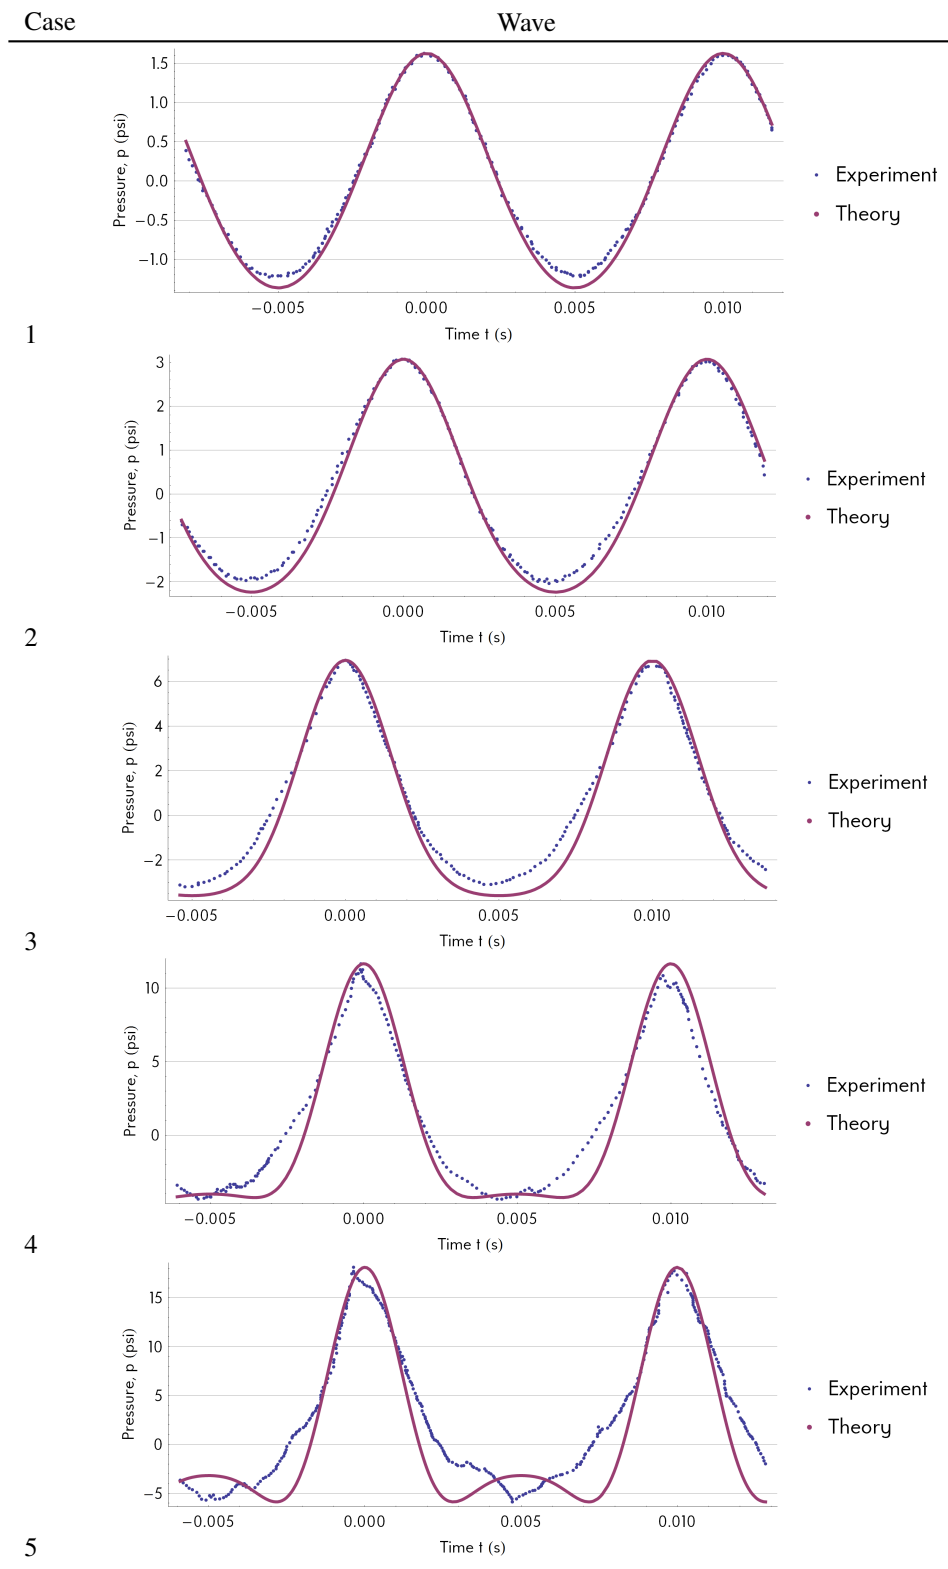 Case Wave
1.5
1.0
0.5
0.0
−0.5
−1.0
Pressure, p (psi)
−0.005 0.000 0.005 0.010
Time t (s)
Experiment
Theory
1
3
2
1
0
−1
−2
Pressure, p (psi)
−0.005 0.000 0.005 0.010
Time t (s)
Experiment
Theory
2
6
4
2
0
−2
Pressure, p (psi)
−0.005 0.000 0.005 0.010
Time t (s)
Experiment
Theory
3
10
5
0
Pressure, p (psi)
−0.005 0.000 0.005 0.010
Time t (s)
Experiment
Theory
4
15
10
5
0
−5
Pressure, p (psi)
−0.005 0.000 0.005 0.010
Time t (s)
Experiment
Theory
5